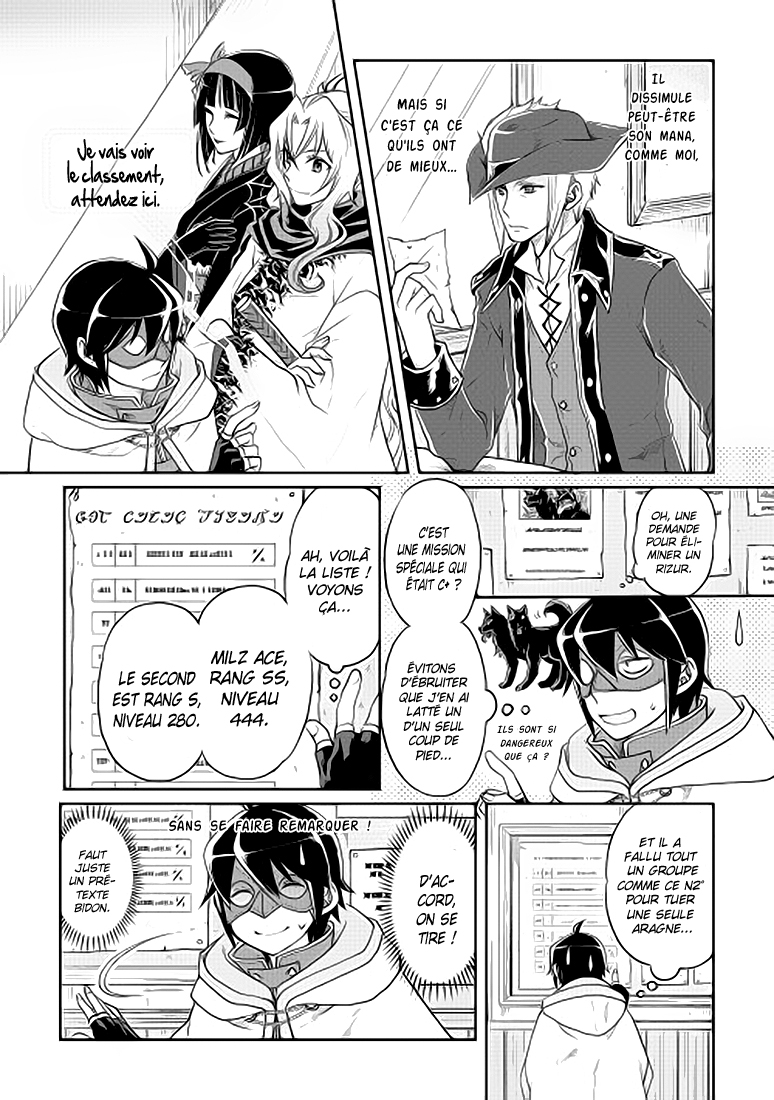 IL
DISSIMULE
PEUT-ÊTRE
SON MANA,
COMME MOI,
MAIS SI
C'EST ÇA CE
QU'ILS ONT
DE MIEUX...
Je vais voir
le classement,
attendez ici.
OH, UNE
DEMANDE
POUR ÉLI-
MINER UN
RIZUR.
C'EST
UNE MISSION
SPÉCIALE QUI
ÉTAIT C+ ?
ÉVITONS
D'ÉBRUITER
QUE J'EN AI
LATTÉ UN
D'UN SEUL
COUP DE
PIED...
ILS SONT SI
DANGEREUX
QUE ÇA ?
AH, VOILÀ
LA LISTE !
VOYONS
ÇA...
MILZ ACE,
RANG SS,
NIVEAU
444.
LE SECOND
EST RANG S,
NIVEAU 280.
ET IL A
FALLU TOUT
UN GROUPE
COMME CE N2°
POUR TUER
UNE SEULE
ARAGNE...
D'AC-
CORD,
ON SE
TIRE !
SANS SE FAIRE REMARQUER !
FAUT
JUSTE
UN PRÉ-
TEXTE
BIDON.